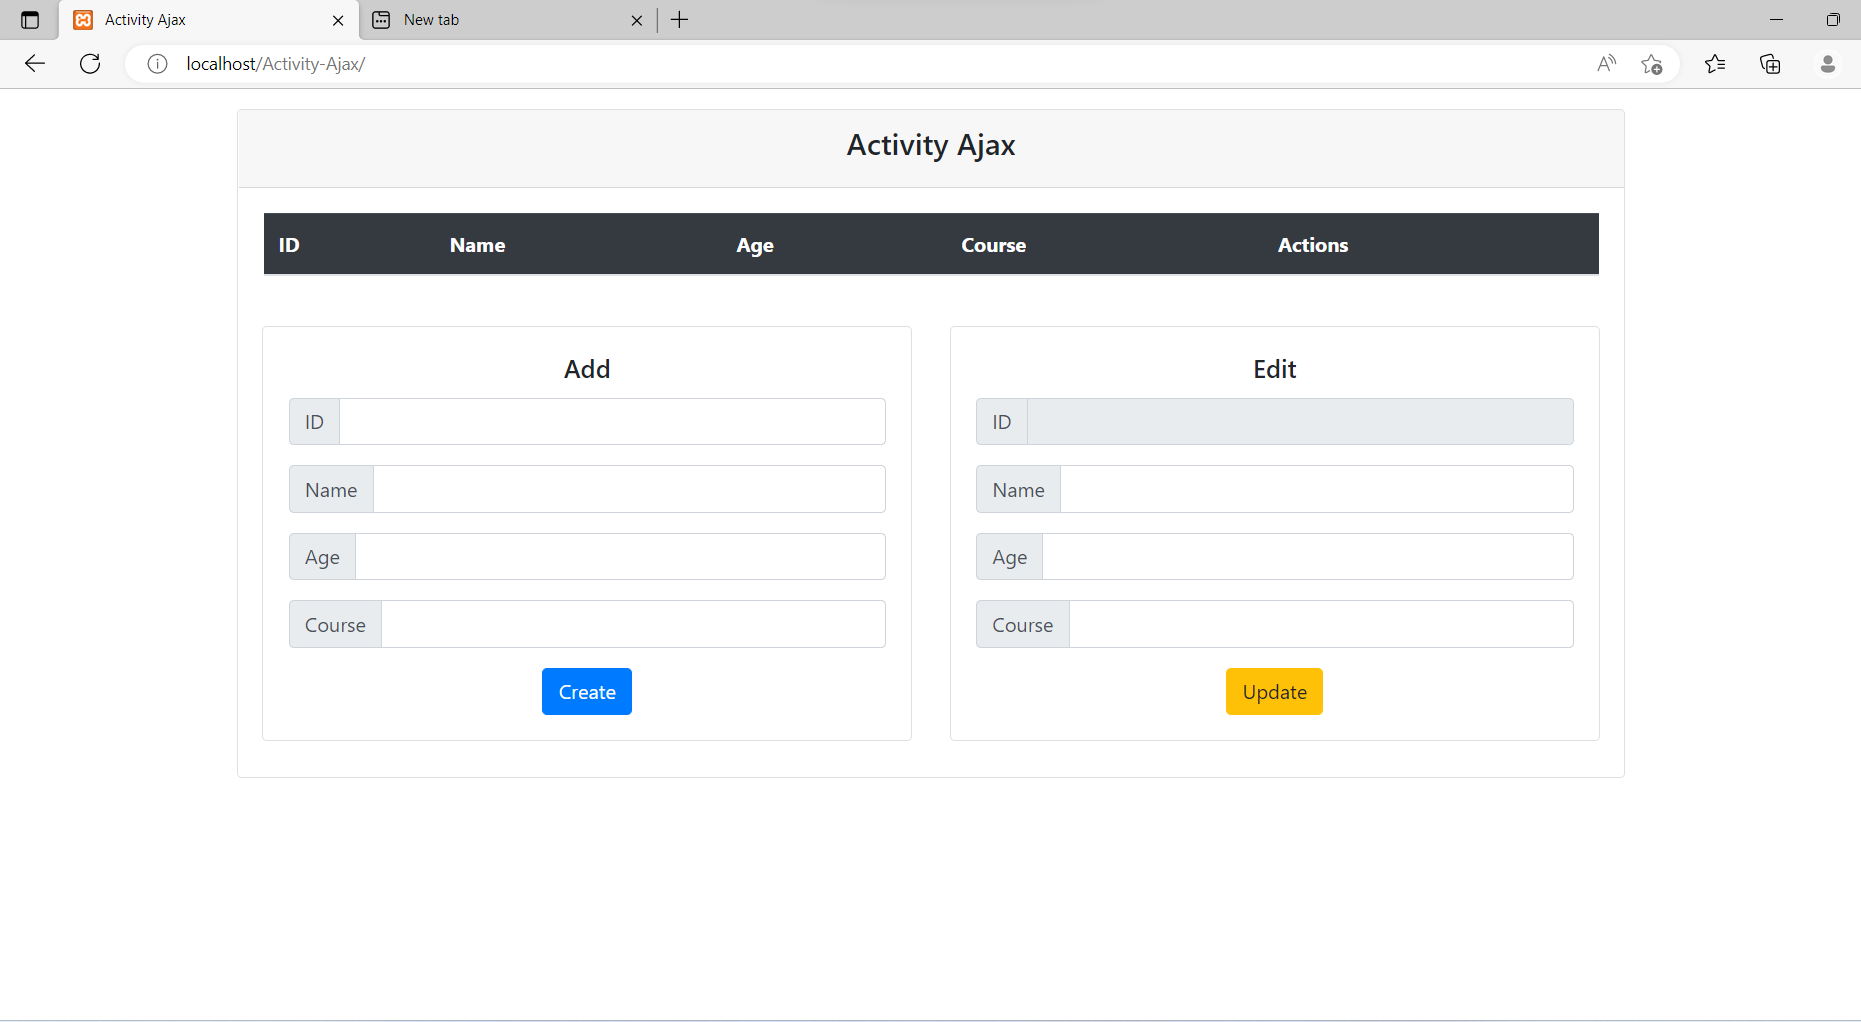 Activity Ajax
New tab
localhost/Activity-Ajax/
Activity Ajax
ID Name Age Course Actions
Add
ID
Name
Age
Course
Create
Edit
ID
Name
Age
Course
Update